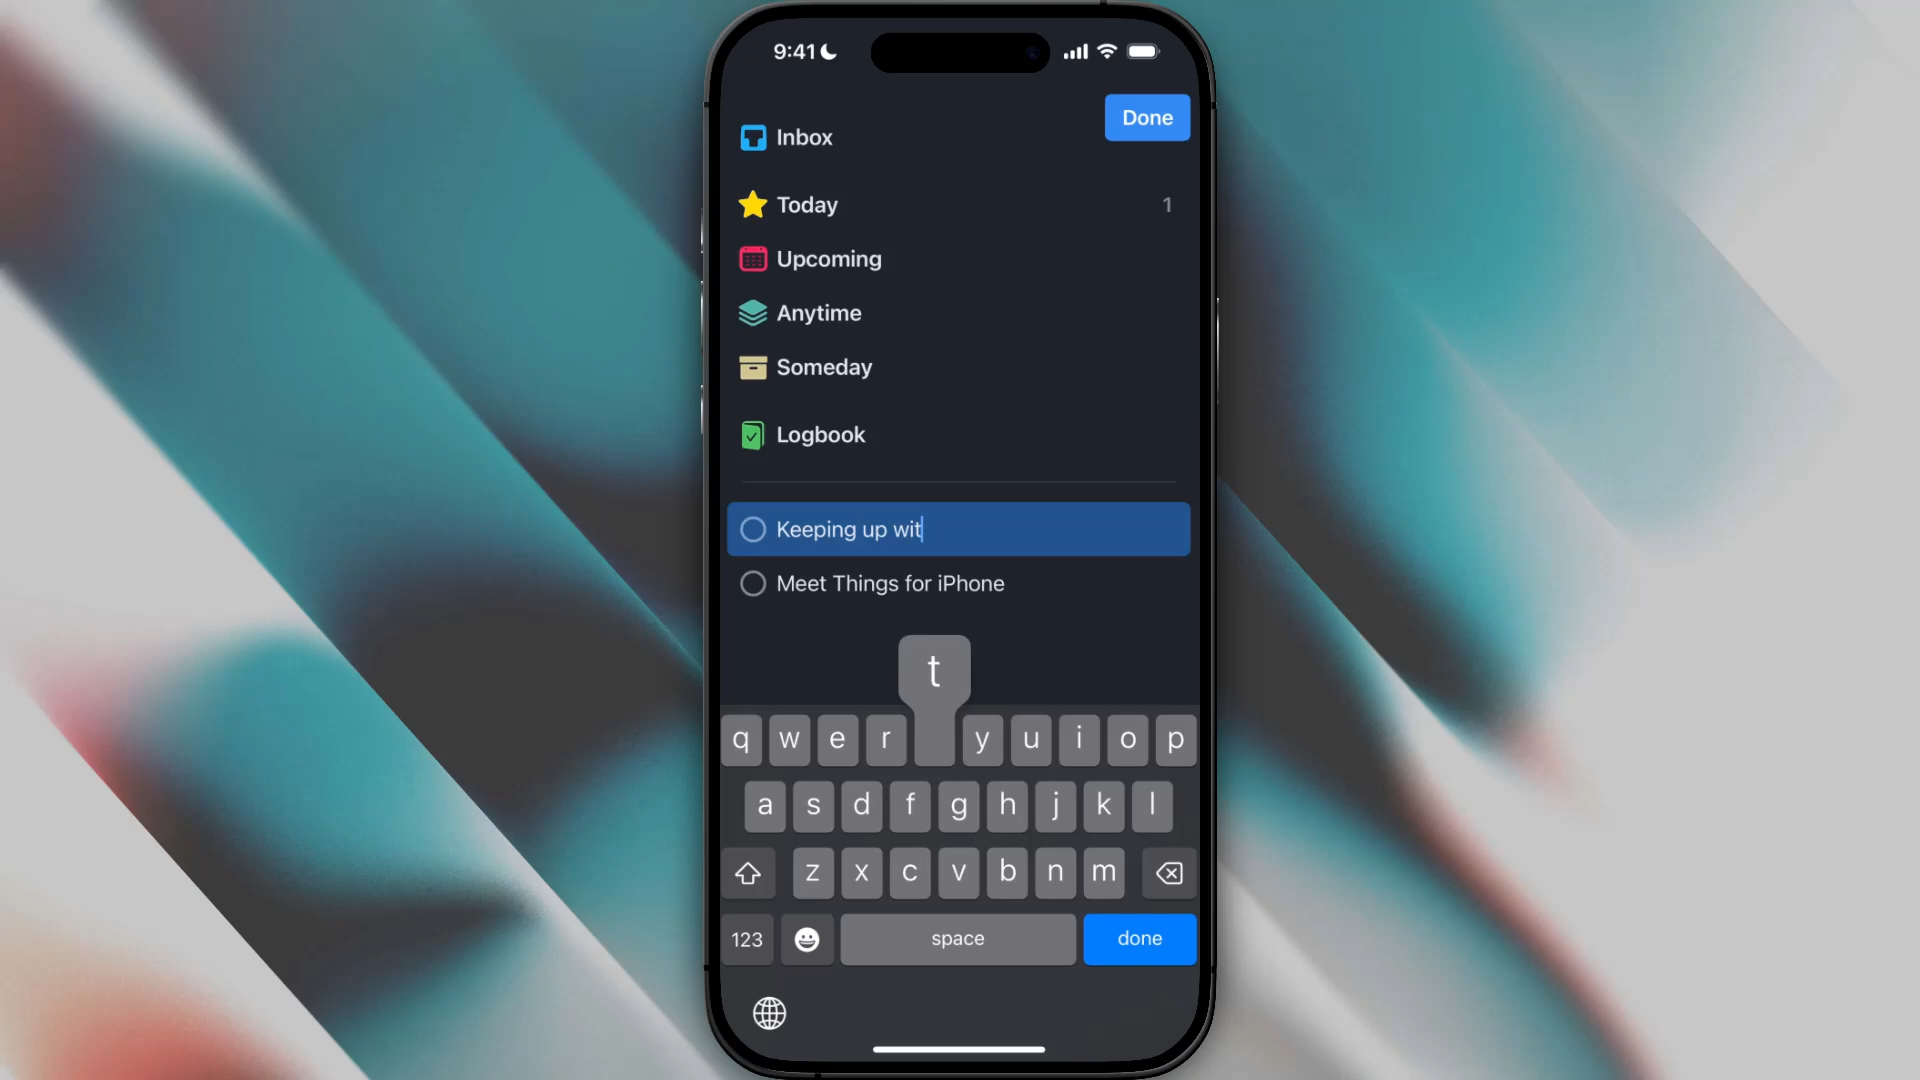 9:41
Done
Inbox
Today 1
Upcoming
Anytime
Someday
Logbook
Keeping up wit
Meet Things for iPhone
t
q w e r y u i o p
a s d f g h j k l
z x c v b n m
123 space done